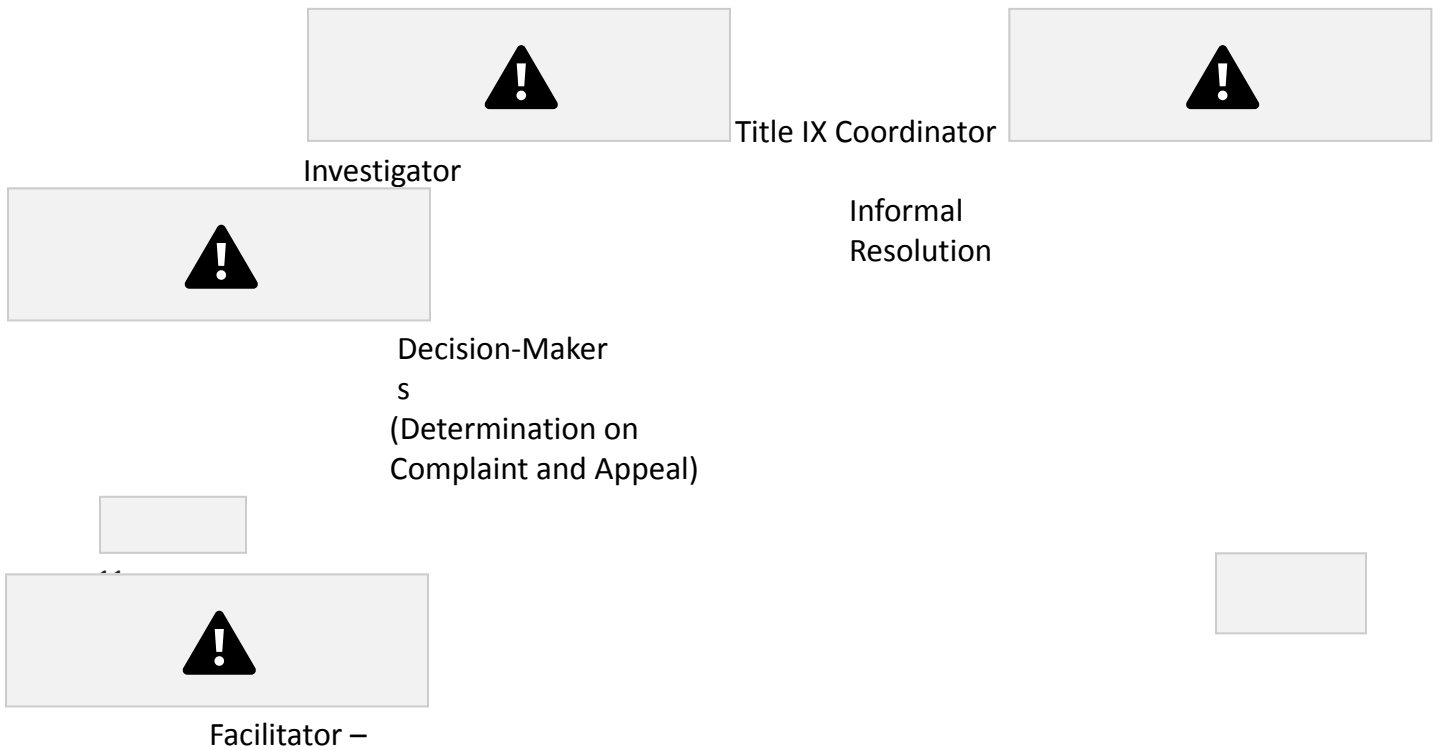 Title IX Coordinator
Investigator
Informal
Resolution
Decision-Maker
s
(Determination on
Complaint and Appeal)
Facilitator –